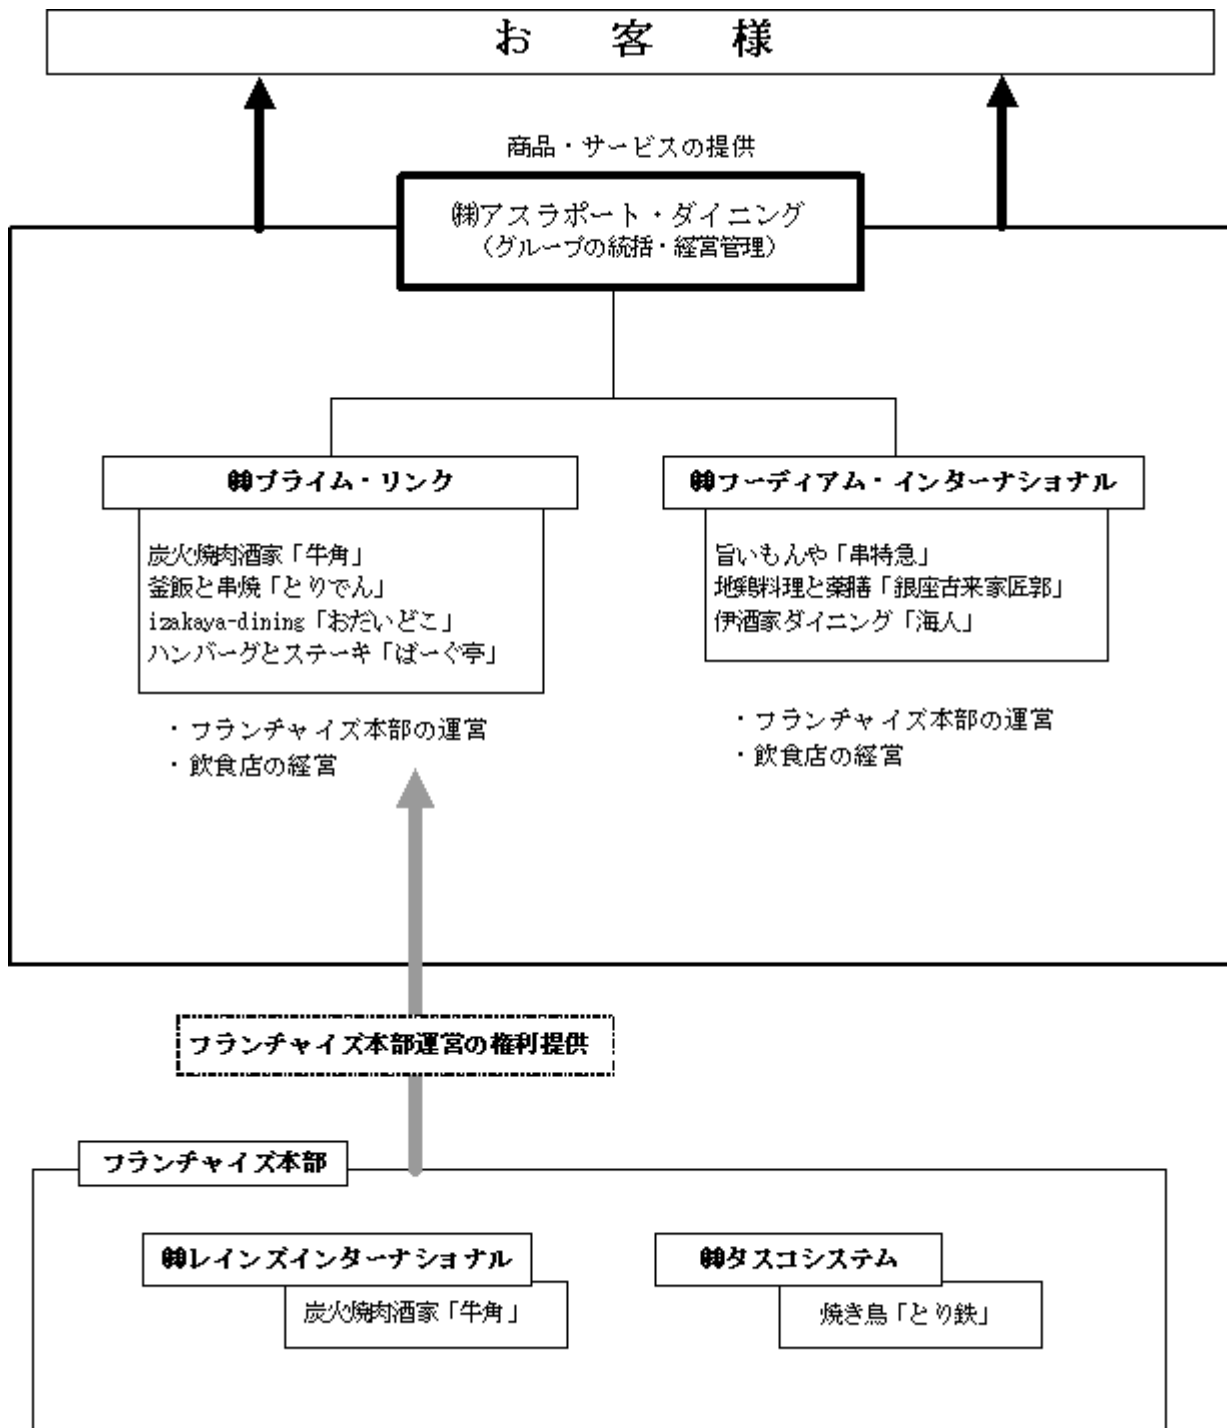 お 客 様
商品・サービスの提供
㈱アスラポート・ダイニング
（グループの統括・経営管理）
㈱プライム・リンク
炭火焼肉酒家「牛角」
釜飯と串焼「とりでん」
izakaya-dining「おだいどこ」
ハンバーグとステーキ「ばーぐ亭」
・フランチャイズ本部の運営
・飲食店の経営
㈱フーディアム・インターナショナル
旨いもんや「串特急」
地鶏料理と薬膳「銀座古来家匠郭」
伊酒家ダイニング「海人」
・フランチャイズ本部の運営
・飲食店の経営
フランチャイズ本部運営の権利提供
フランチャイズ本部
㈱レインズインターナショナル
炭火焼肉酒家「牛角」
㈱タスコシステム
焼き鳥「とり鉄」